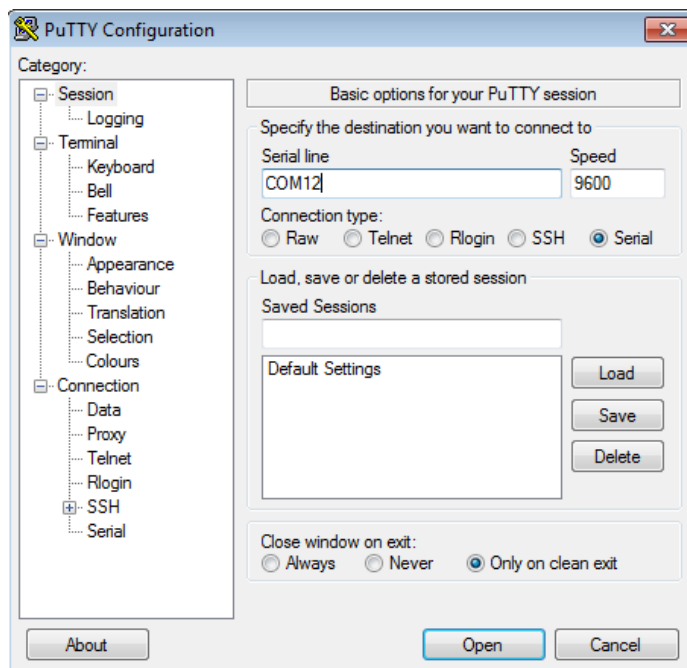 PuTTY Configuration
Category:
Session
Logging
Terminal
Keyboard
Bell
Features
Window
Appearance
Behaviour
Translation
Selection
Colours
Connection
Data
Proxy
Telnet
Rlogin
SSH
Serial
Basic options for your PuTTY session
Specify the destination you want to connect to
Serial line Speed
COM12 9600
Connection type:
Raw Telnet Rlogin SSH Serial
Load, save or delete a stored session
Saved Sessions
Default Settings
Load
Save
Delete
Close window on exit:
Always Never Only on clean exit
About Open Cancel